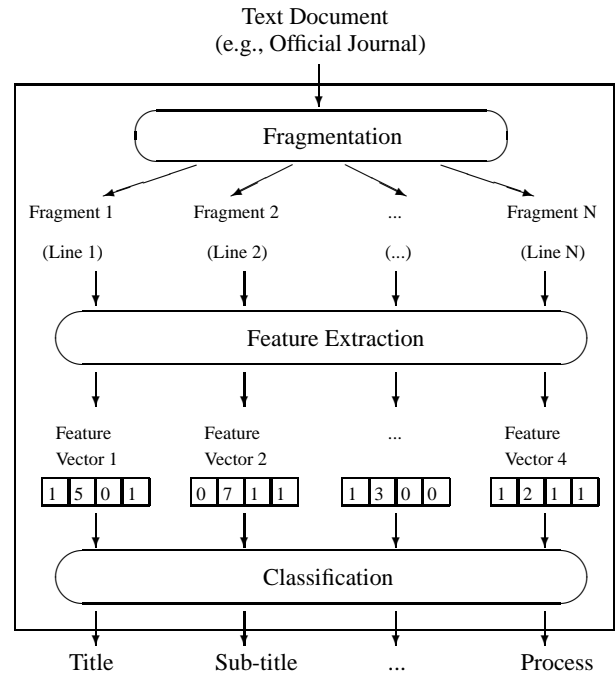 Text Document
(e.g., Official Journal)
Fragmentation
Fragment 1 Fragment 2 ... Fragment N
(Line 1) (Line 2) (...) (Line N)
Feature Extraction
Feature Feature ... Feature
Vector 1 Vector 2 Vector 4
1 5 0 1 0 7 1 1 1 3 0 0 1 2 1 1
Classification
Title Sub-title ... Process